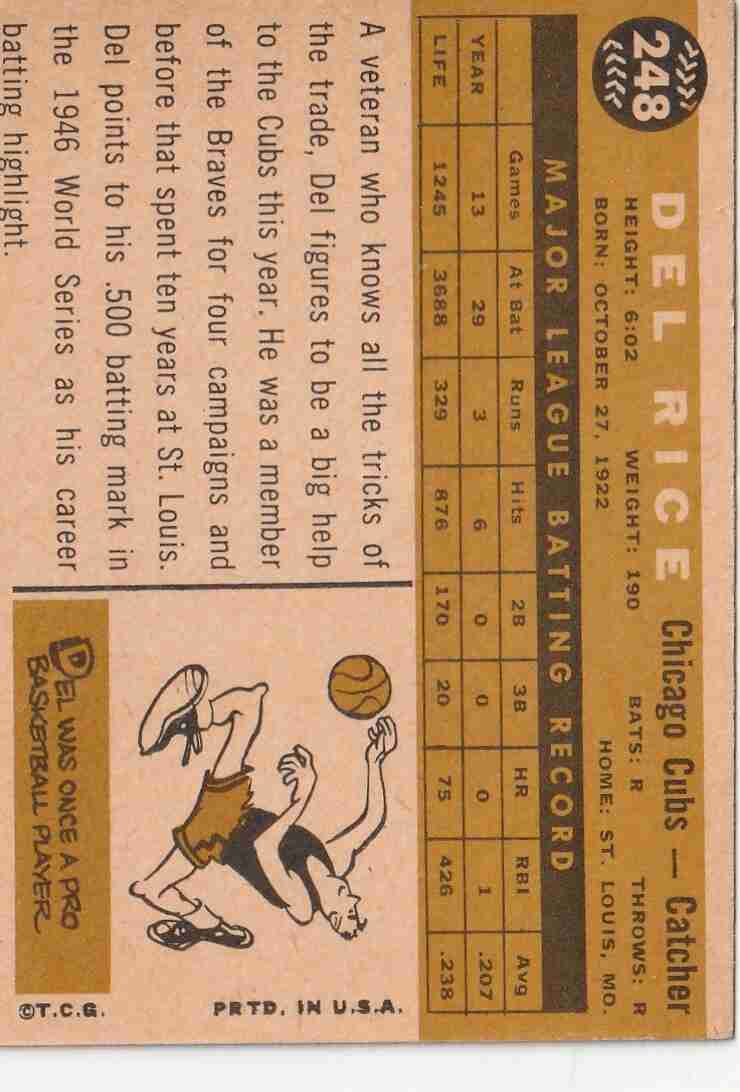 248
DEL RICE Chicago Cubs — Catcher
HEIGHT: 6:02 WEIGHT: 190 BATS: R THROWS: R
BORN: OCTOBER 27, 1922 HOME: ST. LOUIS, MO.
MAJOR LEAGUE BATTING RECORD
Games At Bat Runs Hits 2B 3B HR RBI Avg
YEAR 13 29 3 6 0 0 0 1 .207
LIFE 1245 3688 329 876 170 20 75 426 .238
A veteran who knows all the tricks of
the trade, Del figures to be a big help
to the Cubs this year. He was a member
of the Braves for four campaigns and
before that spent ten years at St. Louis.
Del points to his .500 batting mark in
the 1946 World Series as his career
batting highlight.
DEL WAS ONCE A PRO
BASKETBALL PLAYER
PRTD. IN U.S.A.
©T.C.G.